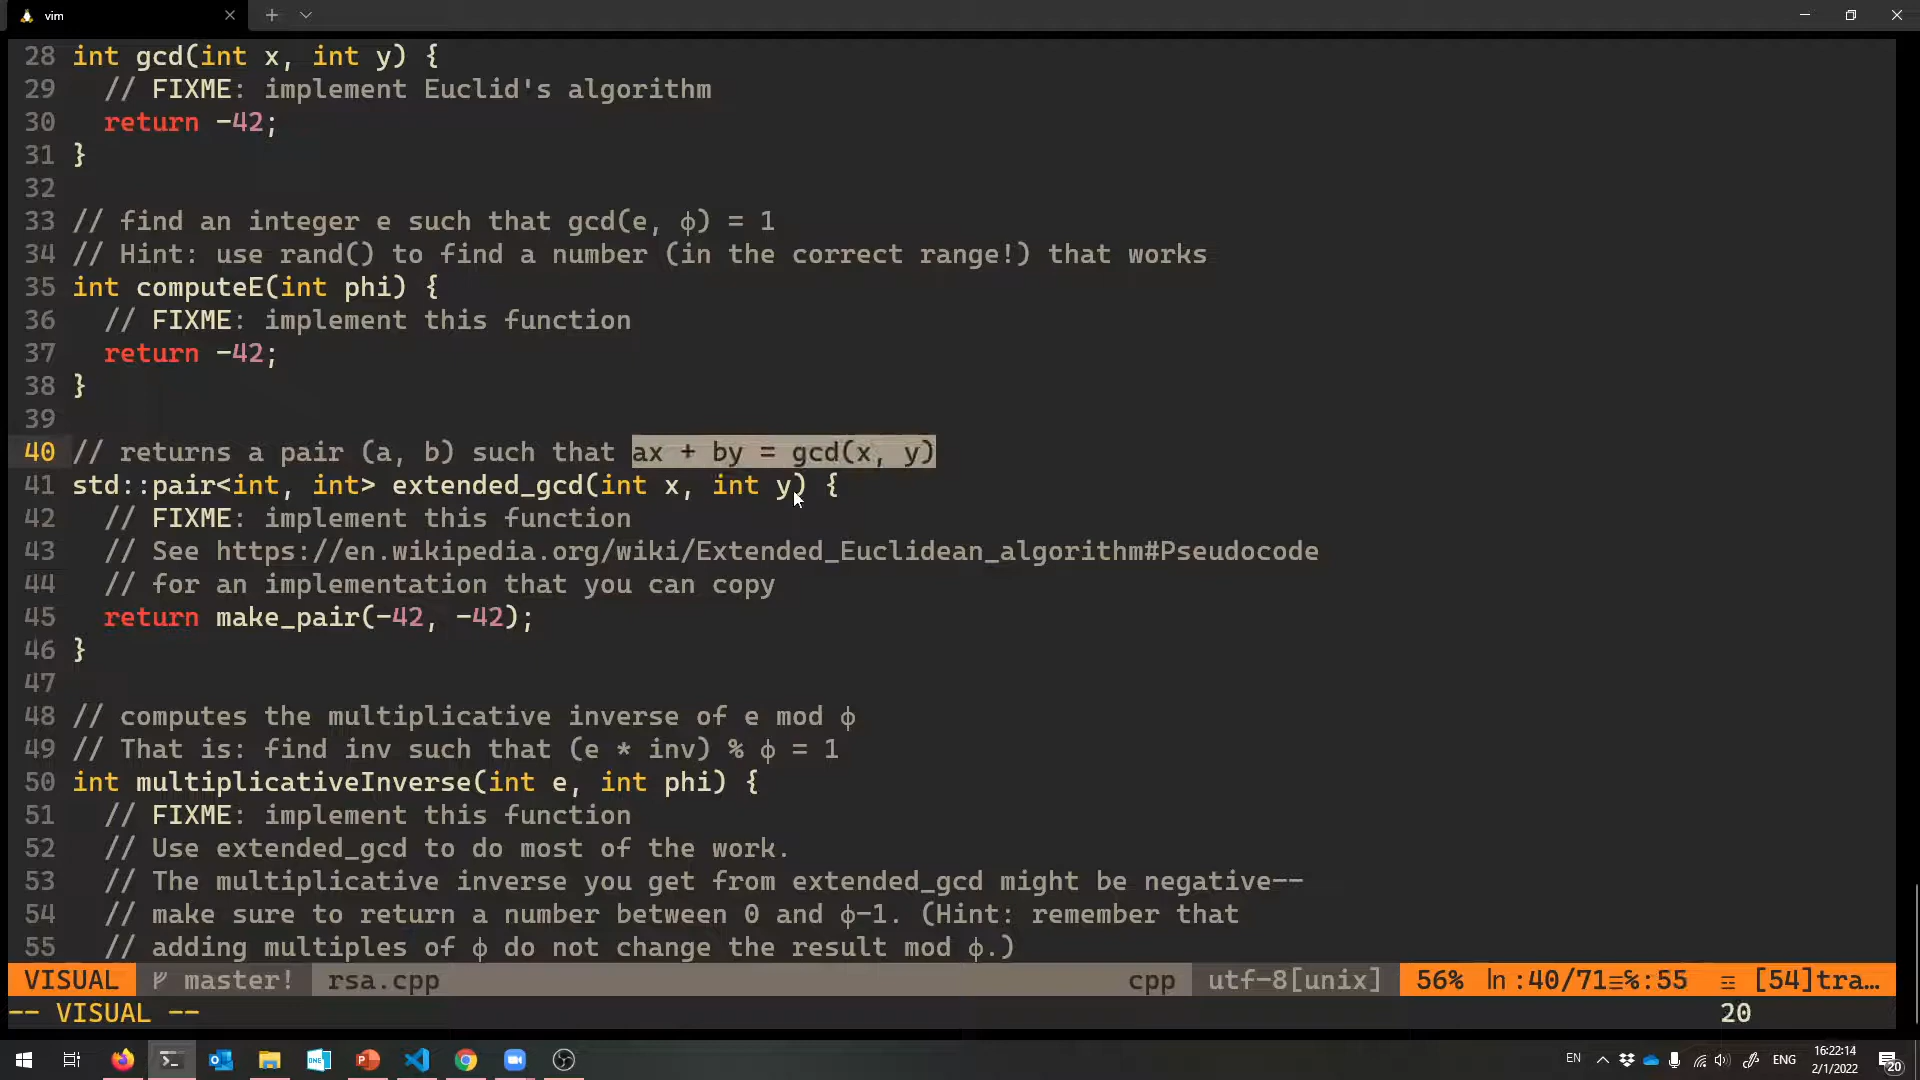 vim
28 int gcd(int x, int y) {
29   // FIXME: implement Euclid's algorithm
30   return -42;
31 }
32
33 // find an integer e such that gcd(e, ϕ) = 1
34 // Hint: use rand() to find a number (in the correct range!) that works
35 int computeE(int phi) {
36   // FIXME: implement this function
37   return -42;
38 }
39
40 // returns a pair (a, b) such that ax + by = gcd(x, y)
41 std::pair<int, int> extended_gcd(int x, int y) {
42   // FIXME: implement this function
43   // See https://en.wikipedia.org/wiki/Extended_Euclidean_algorithm#Pseudocode
44   // for an implementation that you can copy
45   return make_pair(-42, -42);
46 }
47
48 // computes the multiplicative inverse of e mod ϕ
49 // That is: find inv such that (e * inv) % ϕ = 1
50 int multiplicativeInverse(int e, int phi) {
51   // FIXME: implement this function
52   // Use extended_gcd to do most of the work.
53   // The multiplicative inverse you get from extended_gcd might be negative--
54   // make sure to return a number between 0 and ϕ-1. (Hint: remember that
55   // adding multiples of ϕ do not change the result mod ϕ.)
VISUAL master! rsa.cpp cpp utf-8[unix] 56% ln:40/71≡%:55 ☲ [54]tra…
-- VISUAL -- 20
EN ENG 16:22:14
2/1/2022 20